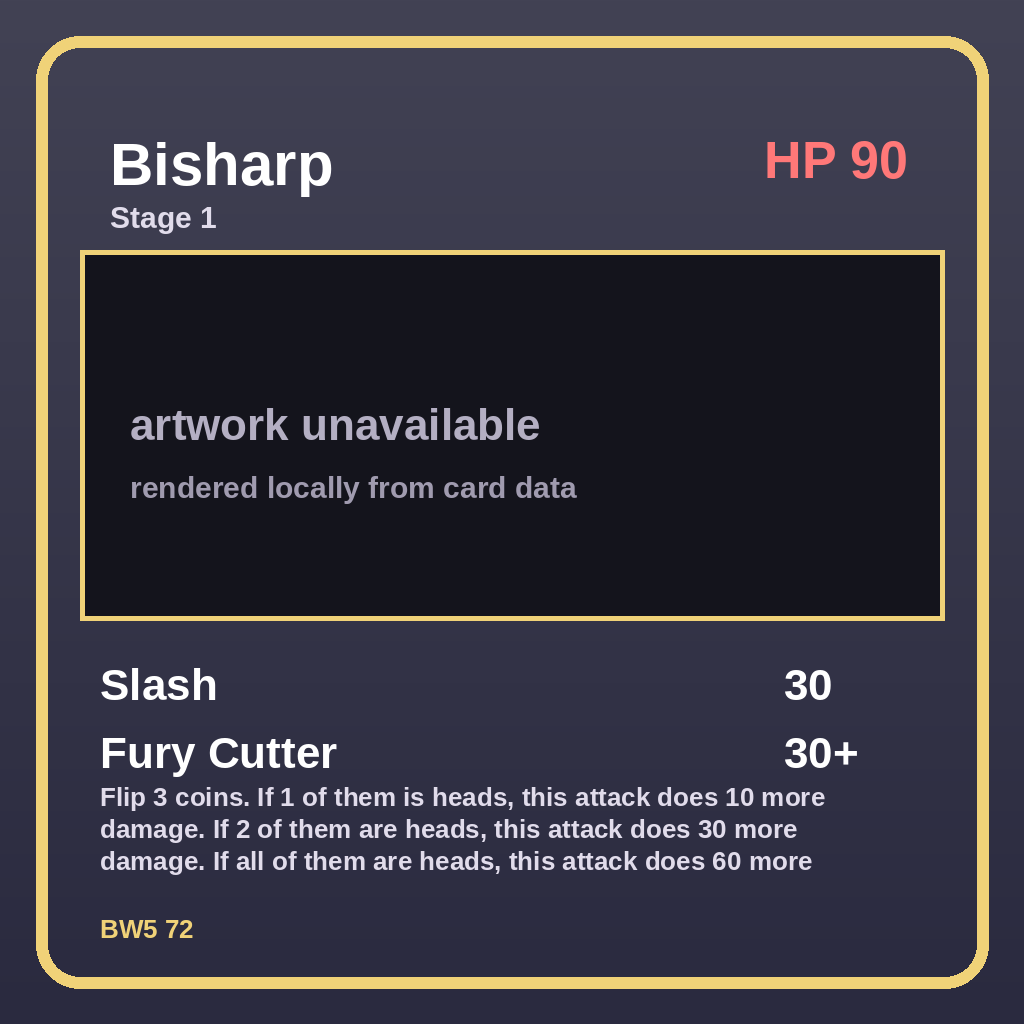 Bisharp
HP 90
Stage 1
artwork unavailable
rendered locally from card data
Slash 30
Fury Cutter 30+
Flip 3 coins. If 1 of them is heads, this attack does 10 more
damage. If 2 of them are heads, this attack does 30 more
damage. If all of them are heads, this attack does 60 more
BW5 72